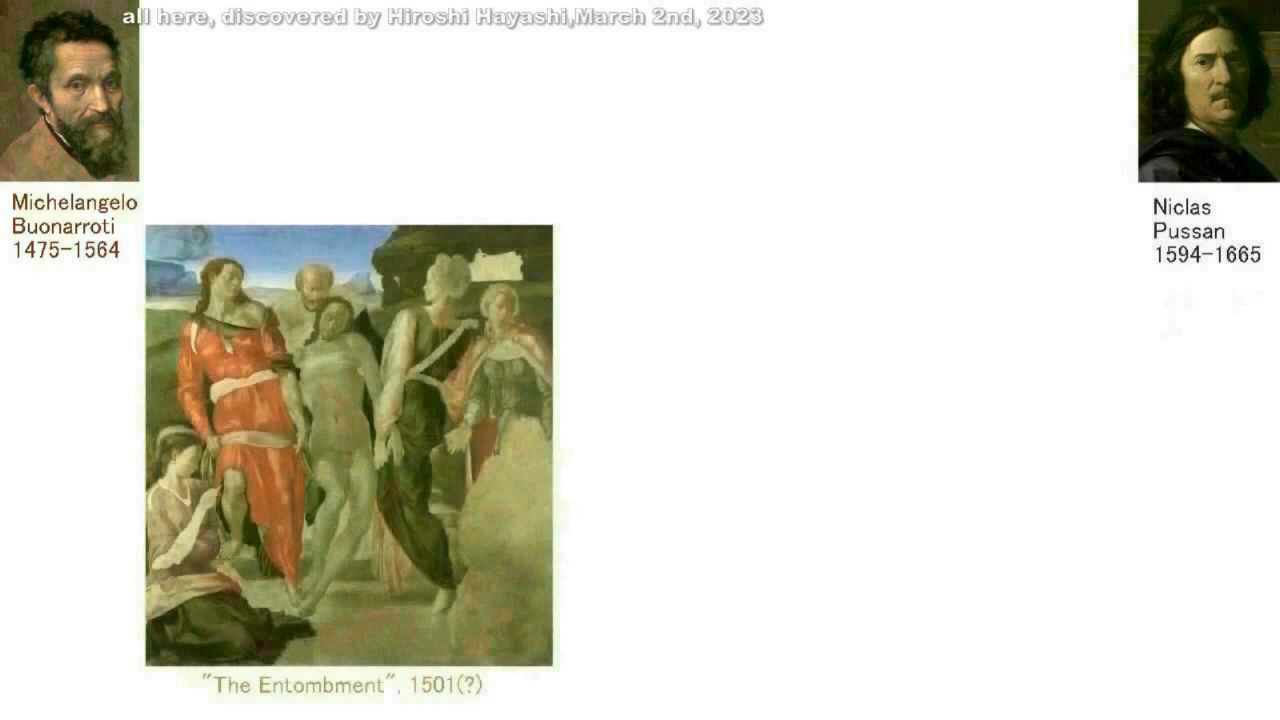 all here, discovered by Hiroshi Hayashi,March 2nd, 2023
Michelangelo
Buonarroti
1475-1564
Niclas
Pussan
1594-1665
"The Entombment", 1501(?)